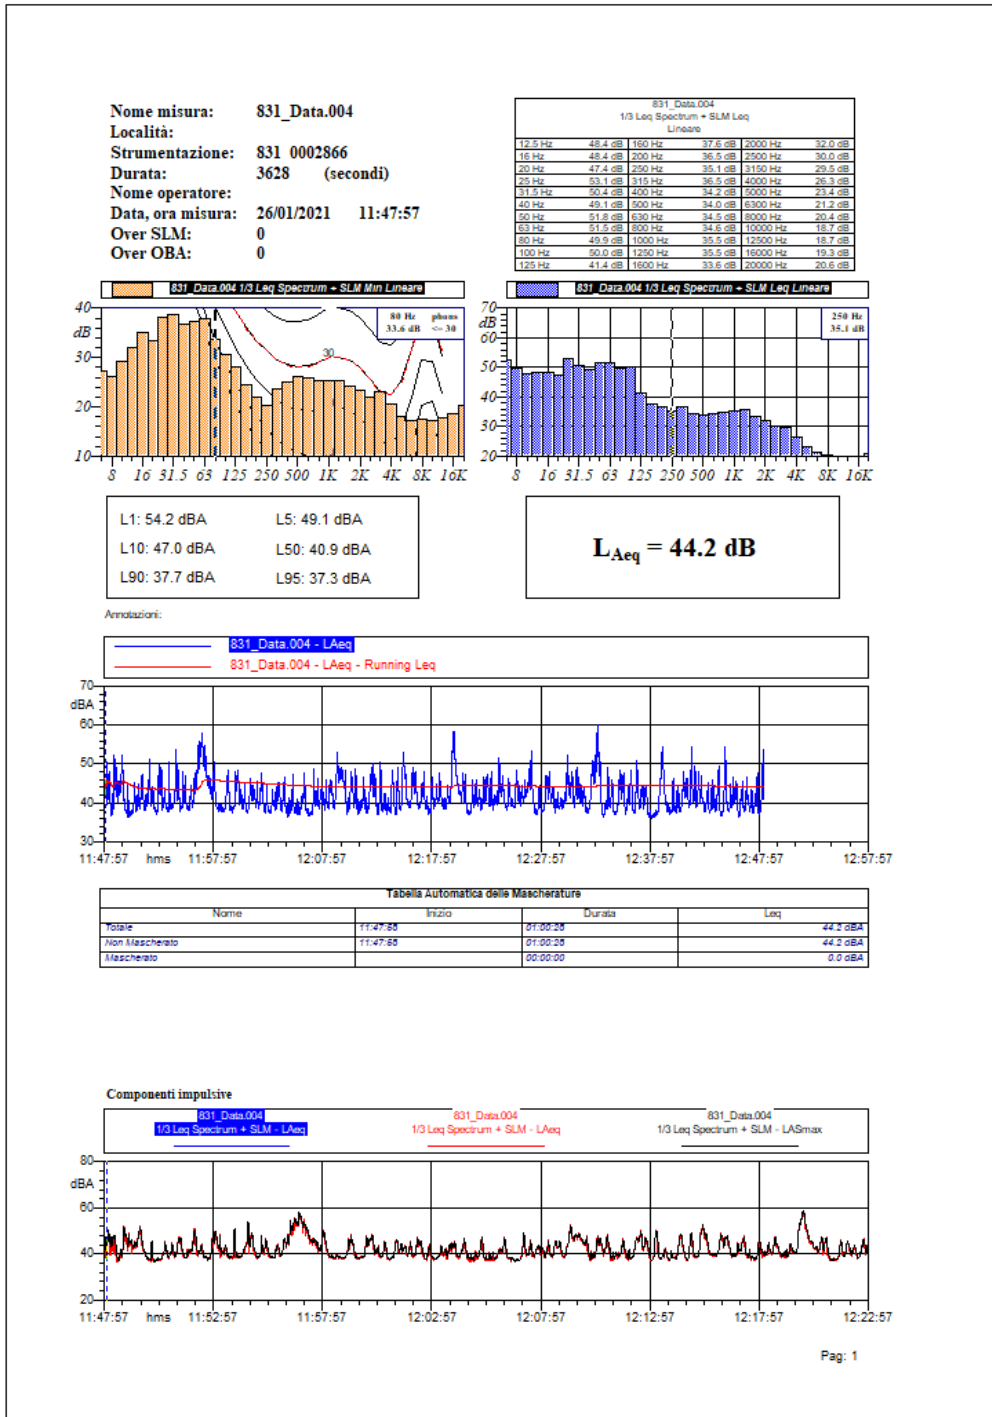 Nome misura: 831_Data.004
Località:
Strumentazione: 831 0002866
Durata: 3628 (secondi)
Nome operatore:
Data, ora misura: 26/01/2021 11:47:57
Over SLM: 0
Over OBA: 0
831_Data.004
1/3 Leq Spectrum + SLM Leq
Lineare
12.5 Hz 48.4 dB 160 Hz 37.6 dB 2000 Hz 32.0 dB
16 Hz 48.4 dB 200 Hz 36.5 dB 2500 Hz 30.0 dB
20 Hz 47.4 dB 250 Hz 35.1 dB 3150 Hz 29.5 dB
25 Hz 53.1 dB 315 Hz 36.5 dB 4000 Hz 26.3 dB
31.5 Hz 50.4 dB 400 Hz 34.2 dB 5000 Hz 23.4 dB
40 Hz 49.1 dB 500 Hz 34.0 dB 6300 Hz 21.2 dB
50 Hz 51.8 dB 630 Hz 34.5 dB 8000 Hz 20.4 dB
63 Hz 51.5 dB 800 Hz 34.6 dB 10000 Hz 18.7 dB
80 Hz 49.9 dB 1000 Hz 35.5 dB 12500 Hz 18.7 dB
100 Hz 50.0 dB 1250 Hz 35.5 dB 16000 Hz 19.3 dB
125 Hz 41.4 dB 1600 Hz 33.6 dB 20000 Hz 20.6 dB
831_Data.004 1/3 Leq Spectrum + SLM Min Lineare
40
dB
30
20
10
80 Hz phons
33.6 dB <= 30
30
8 16 31.5 63 125 250 500 1K 2K 4K 8K 16K
831_Data.004 1/3 Leq Spectrum + SLM Leq Lineare
70
dB
60
50
40
30
20
250 Hz
35.1 dB
8 16 31.5 63 125 250 500 1K 2K 4K 8K 16K
L1: 54.2 dBA L5: 49.1 dBA
L10: 47.0 dBA L50: 40.9 dBA
L90: 37.7 dBA L95: 37.3 dBA
LAeq = 44.2 dB
Annotazioni:
831_Data.004 - LAeq
831_Data.004 - LAeq - Running Leq
70
dBA
60
50
40
30
11:47:57 hms 11:57:57 12:07:57 12:17:57 12:27:57 12:37:57 12:47:57 12:57:57
Tabella Automatica delle Mascherature
Nome Inizio Durata Leq
Totale 11:47:58 01:00:28 44.2 dBA
Non Mascherato 11:47:58 01:00:28 44.2 dBA
Mascherato 00:00:00 0.0 dBA
Componenti impulsive
831_Data.004 831_Data.004 831_Data.004
1/3 Leq Spectrum + SLM - LAeq 1/3 Leq Spectrum + SLM - LAeq 1/3 Leq Spectrum + SLM - LASmax
80
dBA
60
40
20
11:47:57 hms 11:52:57 11:57:57 12:02:57 12:07:57 12:12:57 12:17:57 12:22:57
Pag: 1